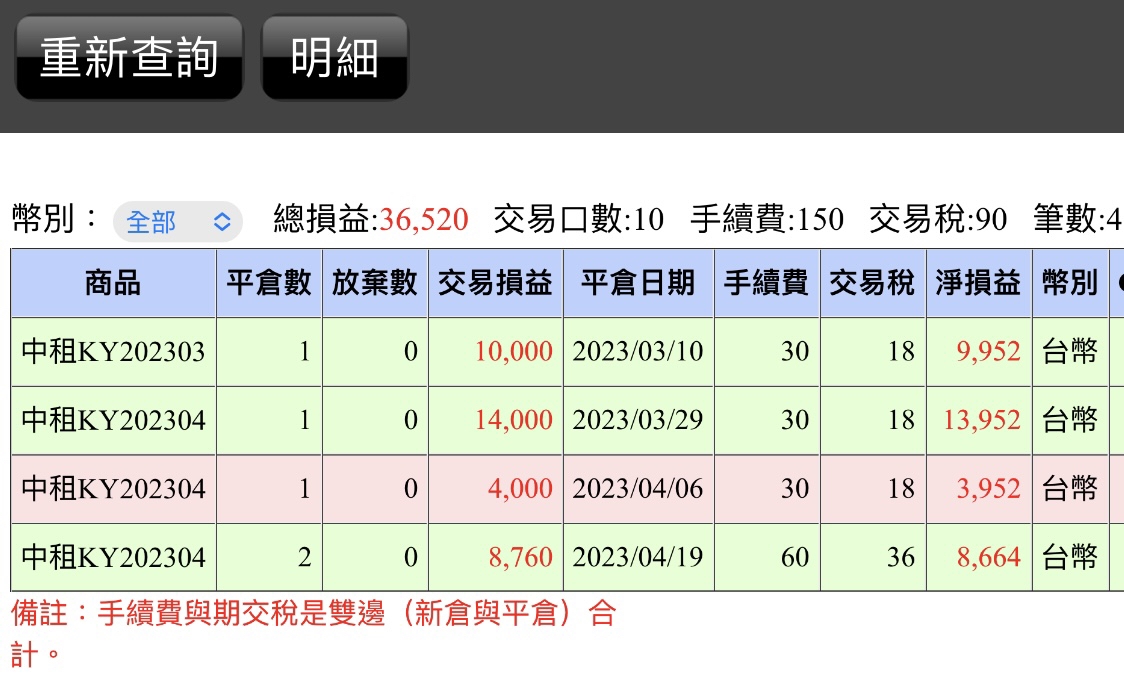 重新查詢 明細
幣別： 全部 總損益:36,520 交易口數:10 手續費:150 交易稅:90 筆數:4
商品 平倉數 放棄數 交易損益 平倉日期 手續費 交易稅 淨損益 幣別
中租KY202303 1 0 10,000 2023/03/10 30 18 9,952 台幣
中租KY202304 1 0 14,000 2023/03/29 30 18 13,952 台幣
中租KY202304 1 0 4,000 2023/04/06 30 18 3,952 台幣
中租KY202304 2 0 8,760 2023/04/19 60 36 8,664 台幣
備註：手續費與期交稅是雙邊（新倉與平倉）合
計。